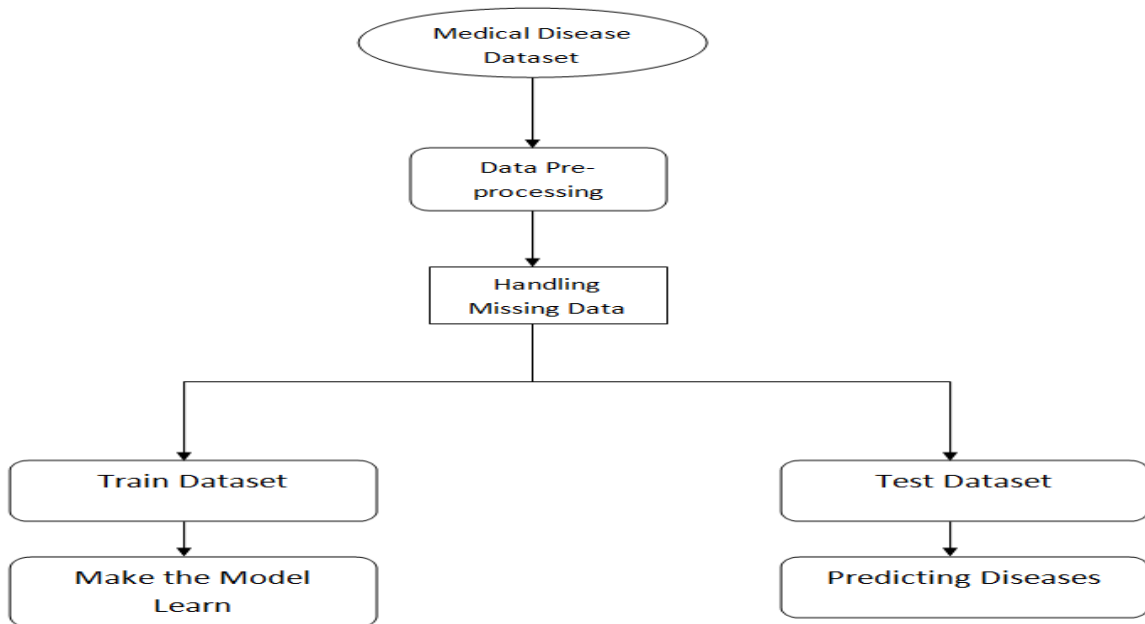 Medical Disease
Dataset
Data Pre-
processing
Handling
Missing Data
Train Dataset
Test Dataset
Make the Model
Learn
Predicting Diseases